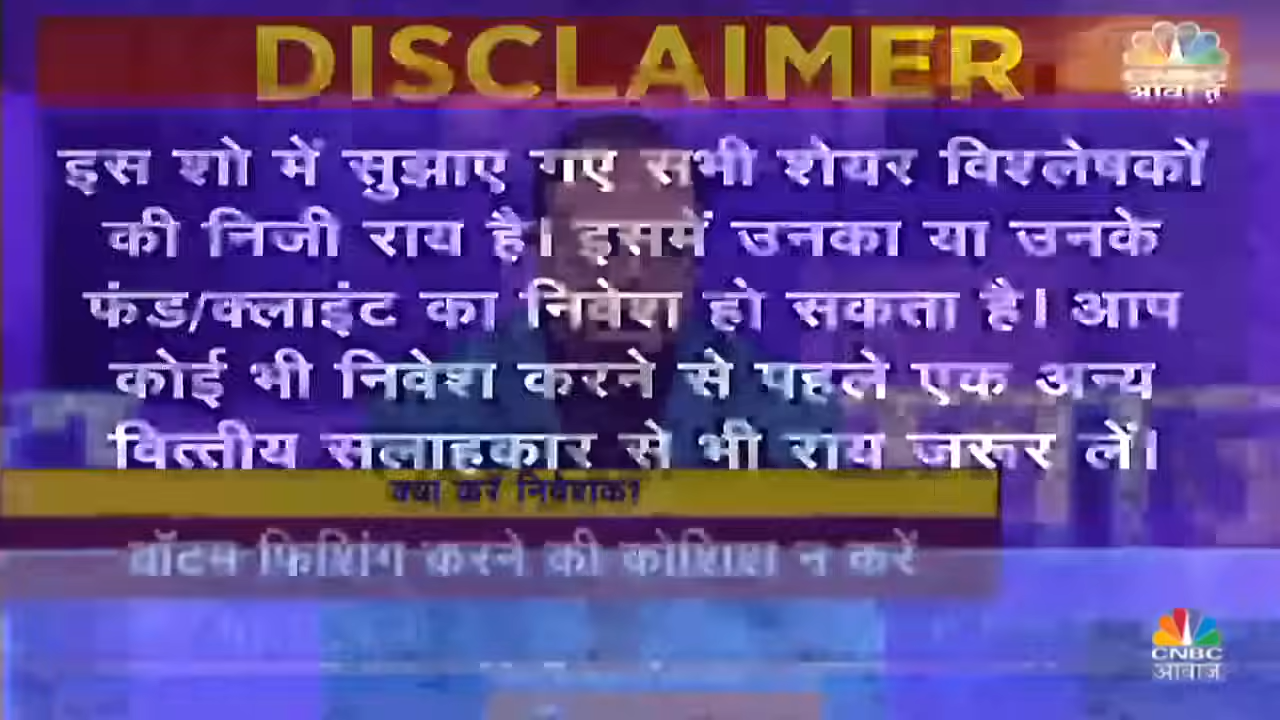 DISCLAIMER
आवाज़
इस शो में सुझाए गए सभी शेयर विश्लेषकों
की निजी राय है। इसमें उनका या उनके
फंड/क्लाइंट का निवेश हो सकता है। आप
कोई भी निवेश करने से पहले एक अन्य
वित्तीय सलाहकार से भी राय जरूर लें।
क्या करें निवेशक?
बॉटम फिशिंग करने की कोशिश न करें
CNBC
आवाज़